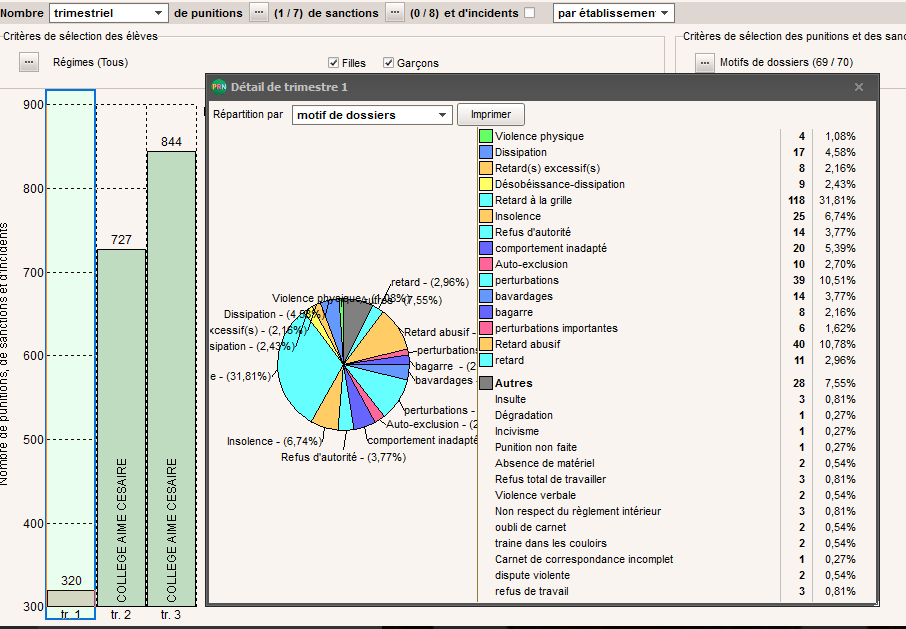 Nombre trimestriel de punitions ... (1 / 7) de sanctions ... (0 / 8) et d'incidents par établissement
Critères de sélection des élèves
Critères de sélection des punitions et des sanc
... Régimes (Tous)
Filles Garçons
... Motifs de dossiers (69 / 70)
Nombre de punitions, de sanctions et d'incidents
900
800
700
600
500
400
300
320
727
844
COLLEGE AIME CESAIRE
COLLEGE AIME CESAIRE
tr. 1 tr. 2 tr. 3
PRN Détail de trimestre 1
Répartition par motif de dossiers Imprimer
retard - (2,96%)
Violence physique - (1,08%)
Autres - (7,55%)
Dissipation - (4,58%)
xcessif(s) - (2,16%)
sipation - (2,43%)
e - (31,81%)
Insolence - (6,74%)
Refus d'autorité - (3,77%)
Retard abusif -
perturbations
bagarre - (2
bavardages
perturbations -
Auto-exclusion - (2
comportement inadapté
Violence physique 4 1,08%
Dissipation 17 4,58%
Retard(s) excessif(s) 8 2,16%
Désobéissance-dissipation 9 2,43%
Retard à la grille 118 31,81%
Insolence 25 6,74%
Refus d'autorité 14 3,77%
comportement inadapté 20 5,39%
Auto-exclusion 10 2,70%
perturbations 39 10,51%
bavardages 14 3,77%
bagarre 8 2,16%
perturbations importantes 6 1,62%
Retard abusif 40 10,78%
retard 11 2,96%
Autres 28 7,55%
Insulte 3 0,81%
Dégradation 1 0,27%
Incivisme 1 0,27%
Punition non faite 1 0,27%
Absence de matériel 2 0,54%
Refus total de travailler 3 0,81%
Violence verbale 2 0,54%
Non respect du règlement intérieur 3 0,81%
oubli de carnet 2 0,54%
traine dans les couloirs 2 0,54%
Carnet de correspondance incomplet 1 0,27%
dispute violente 2 0,54%
refus de travail 3 0,81%